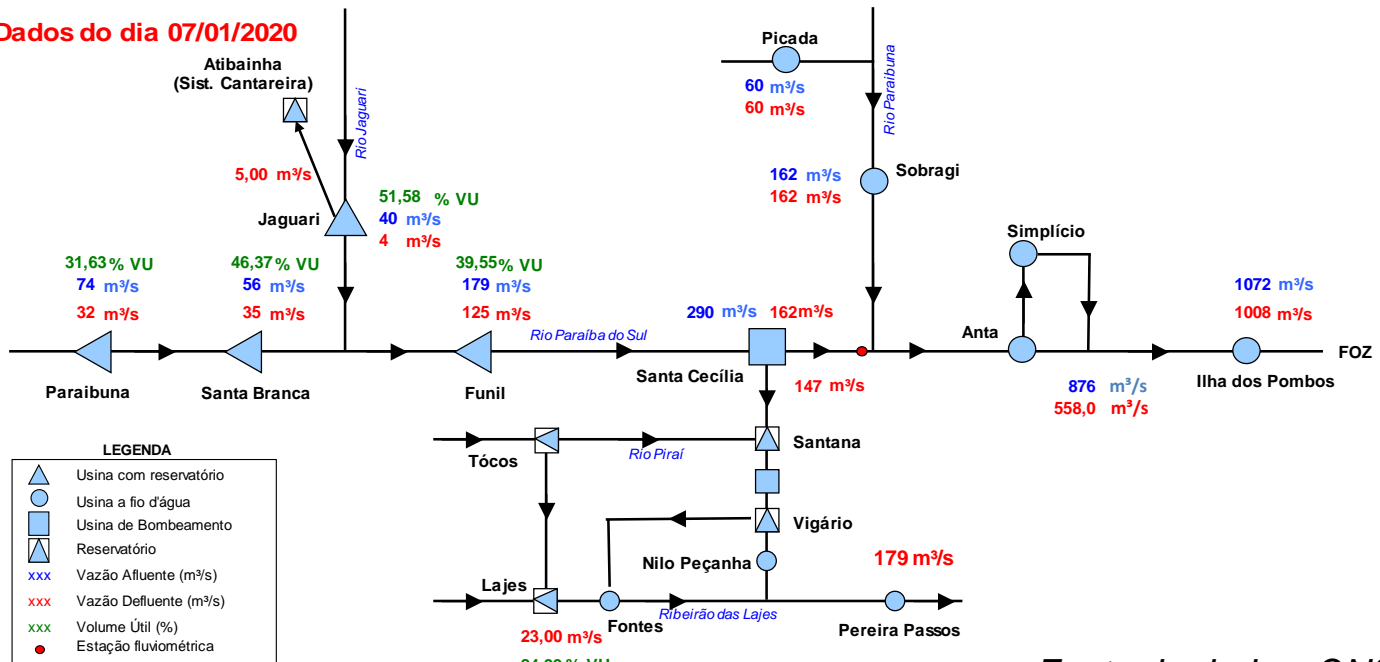 Dados do dia 07/01/2020
Atibainha
(Sist. Cantareira)
Rio Jaguari
5,00 m³/s
Jaguari
51,58 % VU
40 m³/s
4 m³/s
Picada
60 m³/s
60 m³/s
Rio Paraibuna
162 m³/s
162 m³/s
Sobragi
Simplício
31,63 % VU
74 m³/s
32 m³/s
Paraibuna
46,37 % VU
56 m³/s
35 m³/s
Santa Branca
39,55 % VU
179 m³/s
125 m³/s
Funil
Rio Paraíba do Sul
290 m³/s 162 m³/s
Santa Cecília
147 m³/s
Anta
876 m³/s
558,0 m³/s
1072 m³/s
1008 m³/s
Ilha dos Pombos
FOZ
Tócos
Rio Piraí
Santana
Vigário
Nilo Peçanha
179 m³/s
Lajes
Fontes
Ribeirão das Lajes
Pereira Passos
23,00 m³/s
LEGENDA
Usina com reservatório
Usina a fio d'água
Usina de Bombeamento
Reservatório
xxx Vazão Afluente (m³/s)
xxx Vazão Defluente (m³/s)
xxx Volume Útil (%)
Estação fluviométrica